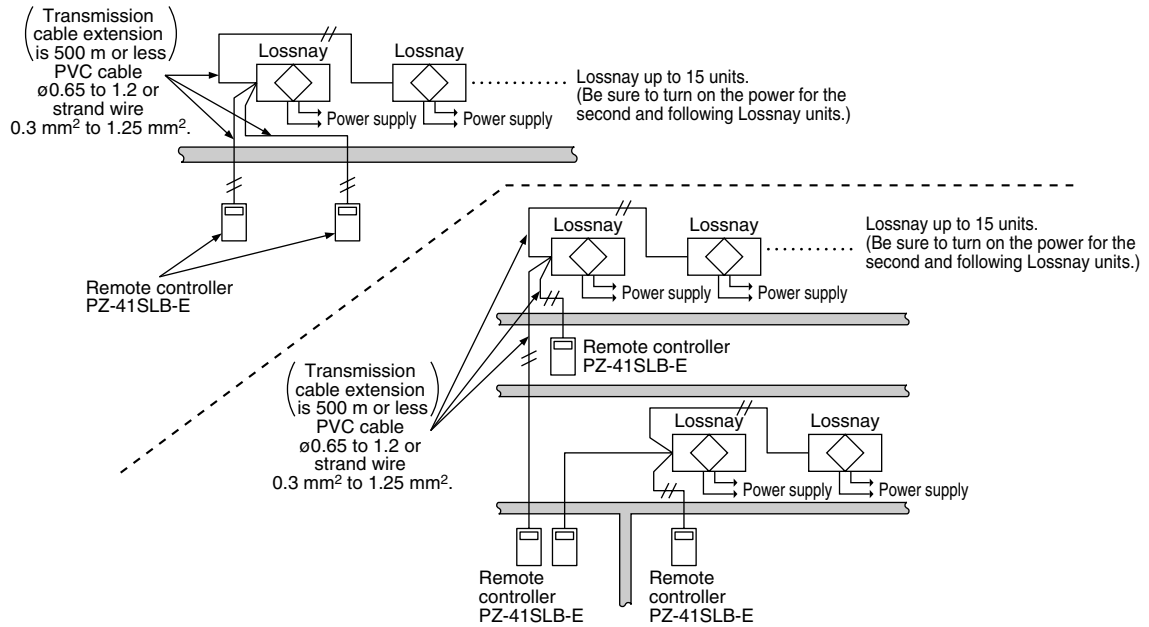 Transmission
cable extension
is 500 m or less
PVC cable
ø0.65 to 1.2 or
strand wire
0.3 mm² to 1.25 mm².
Lossnay
Lossnay
Power supply
Power supply
Lossnay up to 15 units.
(Be sure to turn on the power for the
second and following Lossnay units.)
Remote controller
PZ-41SLB-E
Lossnay
Lossnay
Power supply
Power supply
Lossnay up to 15 units.
(Be sure to turn on the power for the
second and following Lossnay units.)
Remote controller
PZ-41SLB-E
Transmission
cable extension
is 500 m or less
PVC cable
ø0.65 to 1.2 or
strand wire
0.3 mm² to 1.25 mm².
Lossnay
Lossnay
Power supply
Power supply
Remote
controller
PZ-41SLB-E
Remote
controller
PZ-41SLB-E